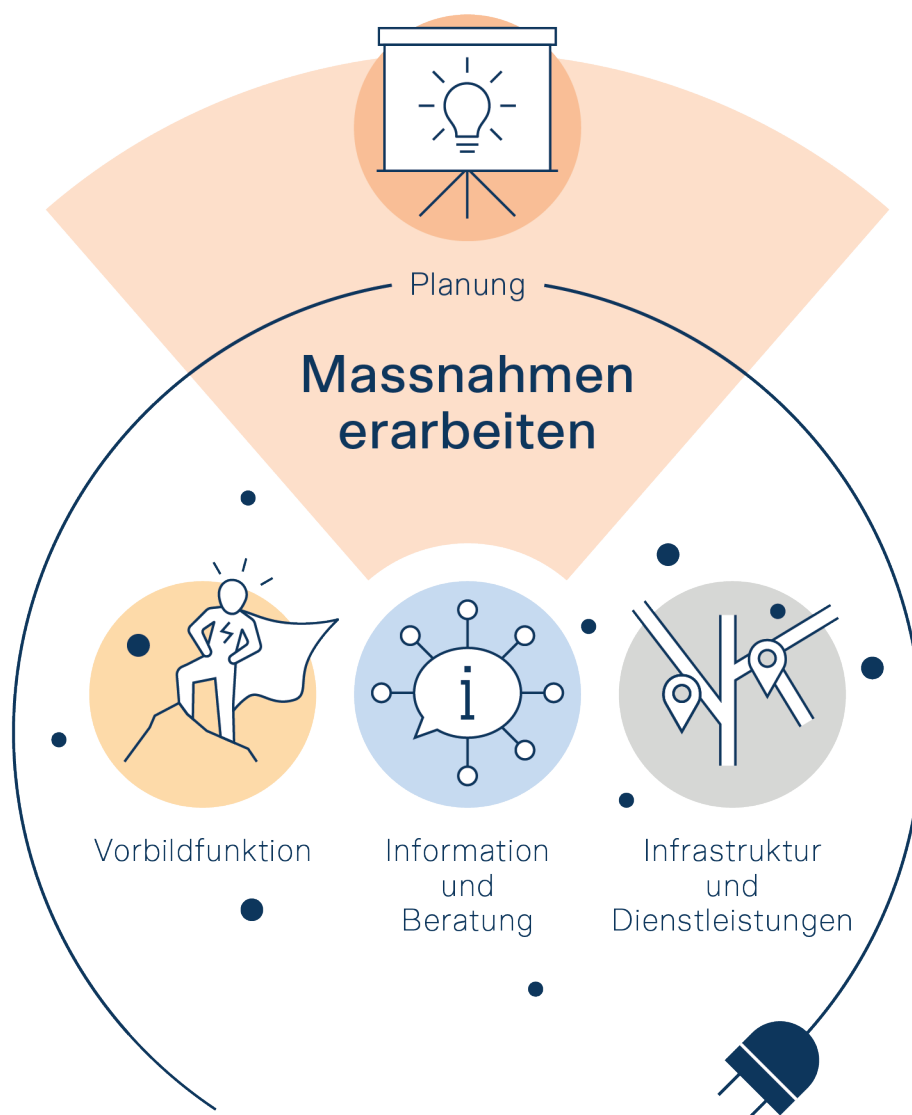 Planung
Massnahmen
erarbeiten
i
Vorbildfunktion
Information
und
Beratung
Infrastruktur
und
Dienstleistungen